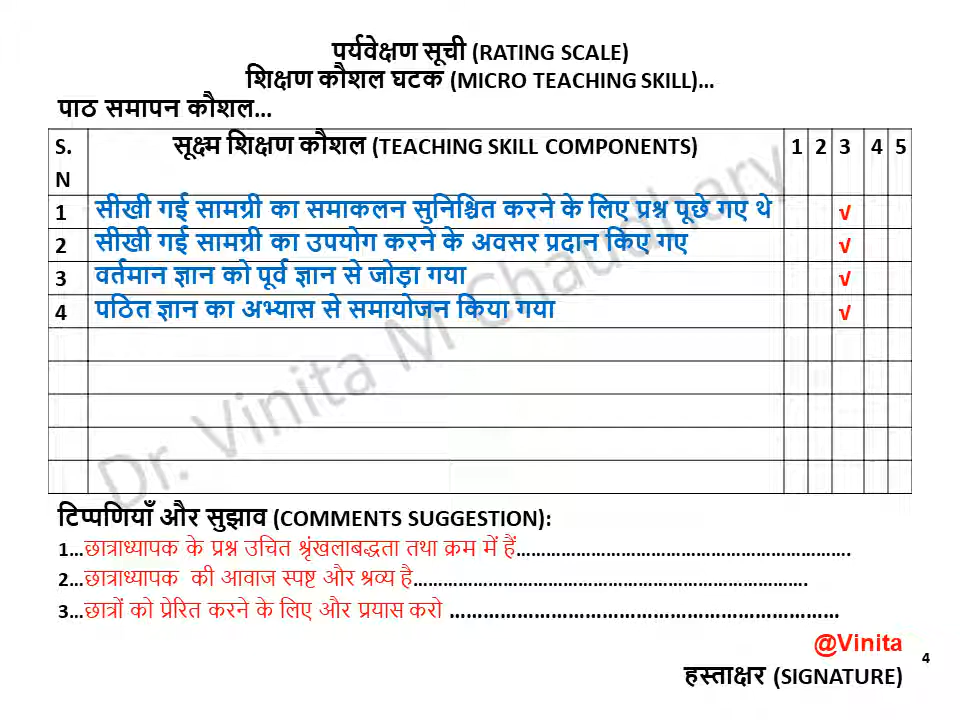 पर्यवेक्षण सूची (RATING SCALE)
शिक्षण कौशल घटक (MICRO TEACHING SKILL)...
पाठ समापन कौशल...
S. N सूक्ष्म शिक्षण कौशल (TEACHING SKILL COMPONENTS) 1 2 3 4 5
1 सीखी गई सामग्री का समाकलन सुनिश्चित करने के लिए प्रश्न पूछे गए थे √
2 सीखी गई सामग्री का उपयोग करने के अवसर प्रदान किए गए √
3 वर्तमान ज्ञान को पूर्व ज्ञान से जोड़ा गया √
4 पठित ज्ञान का अभ्यास से समायोजन किया गया √
Dr. Vinita M Chaudhary
टिप्पणियाँ और सुझाव (COMMENTS SUGGESTION):
1...छात्राध्यापक के प्रश्न उचित श्रृंखलाबद्धता तथा क्रम में हैं..................................................................
2...छात्राध्यापक की आवाज स्पष्ट और श्रव्य है..............................................................................
3...छात्रों को प्रेरित करने के लिए और प्रयास करो ..................................................................
@Vinita
हस्ताक्षर (SIGNATURE)
4